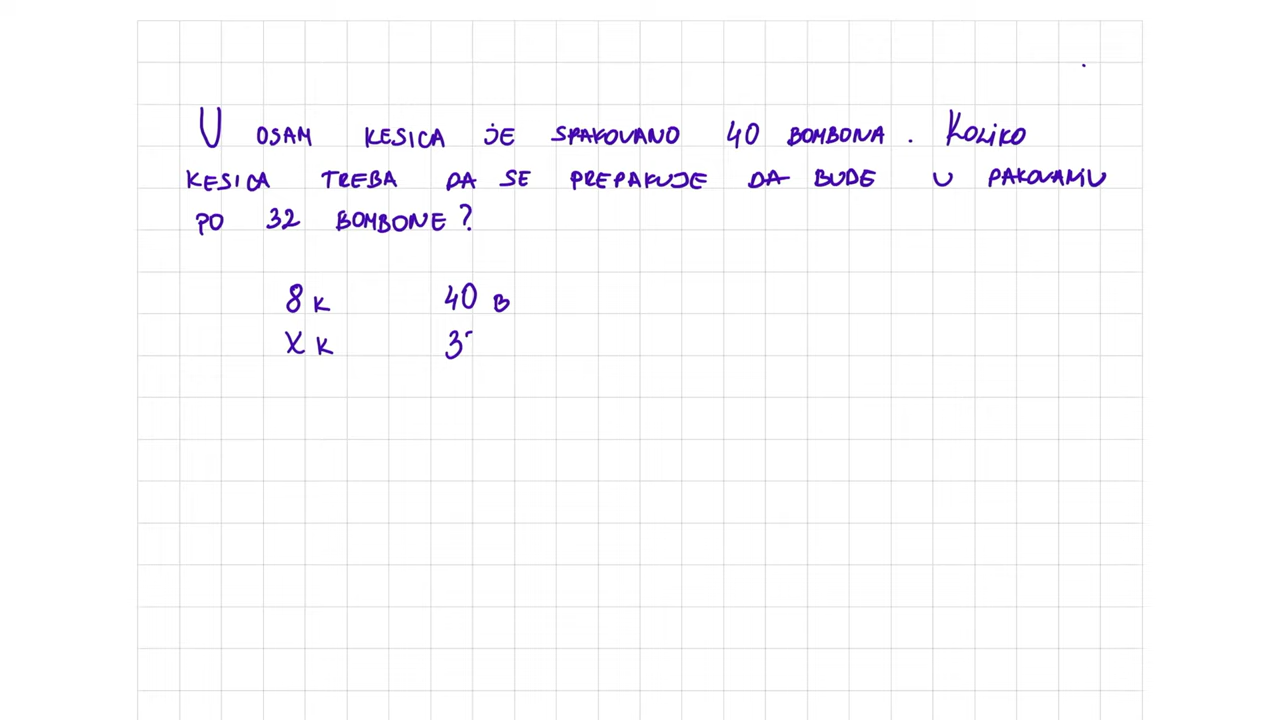 U OSAM KESICA JE SPAKOVANO 40 BOMBONA. KOLIKO
KESICA TREBA DA SE PREPAKUJE DA BUDE U PAKOVANJU
PO 32 BOMBONE?
8 K 40 B
X K 3